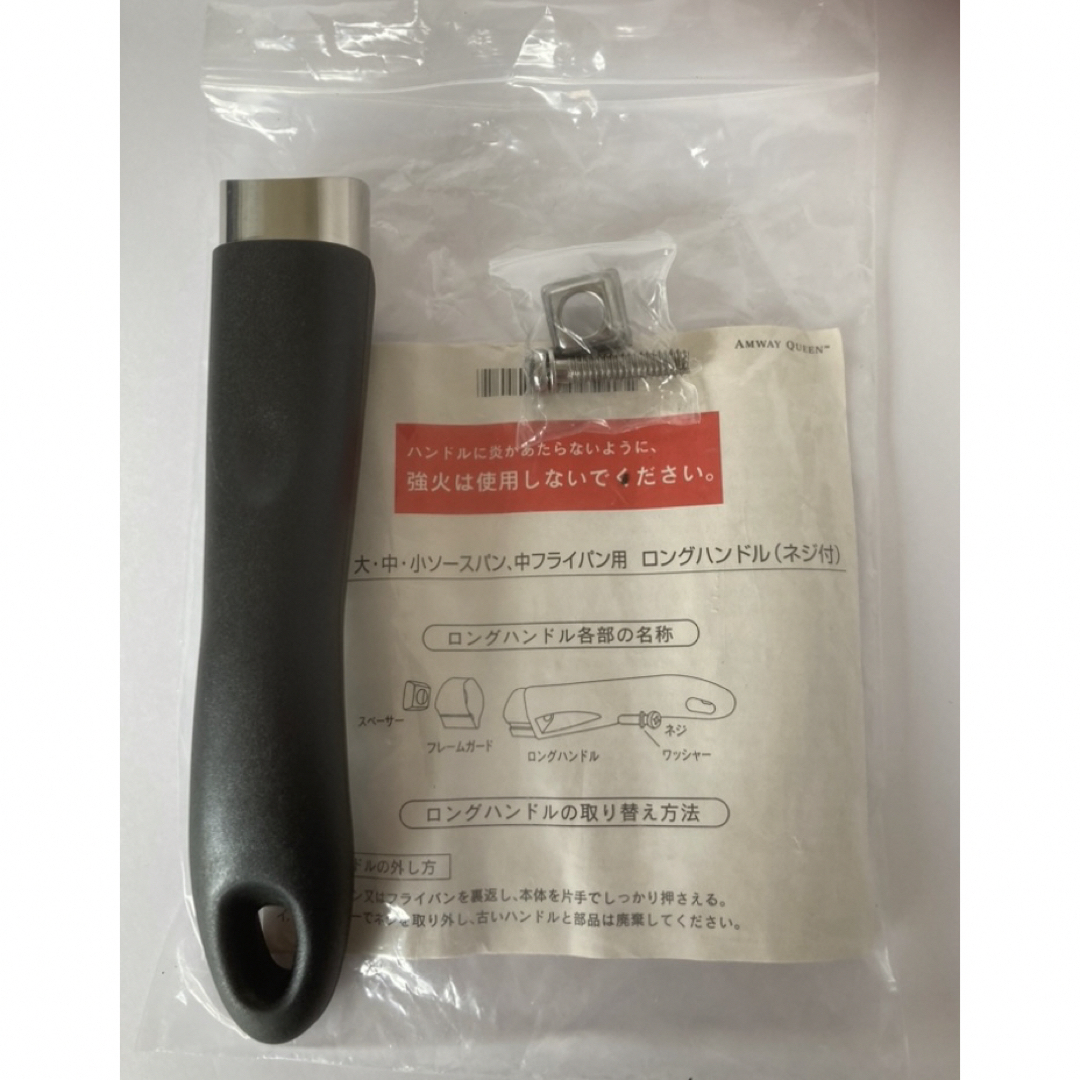 AMWAY QUEEN™
ハンドルに炎があたらないように、
強火は使用しないでください。
大・中・小ソースパン、中フライパン用 ロングハンドル(ネジ付)
ロングハンドル各部の名称
スペーサー
フレームガード
ロングハンドル
ネジ
ワッシャー
ロングハンドルの取り替え方法
ドルの外し方
ン又はフライパンを裏返し、本体を片手でしっかり押さえる。
ーでネジを取り外し、古いハンドルと部品は廃棄してください。